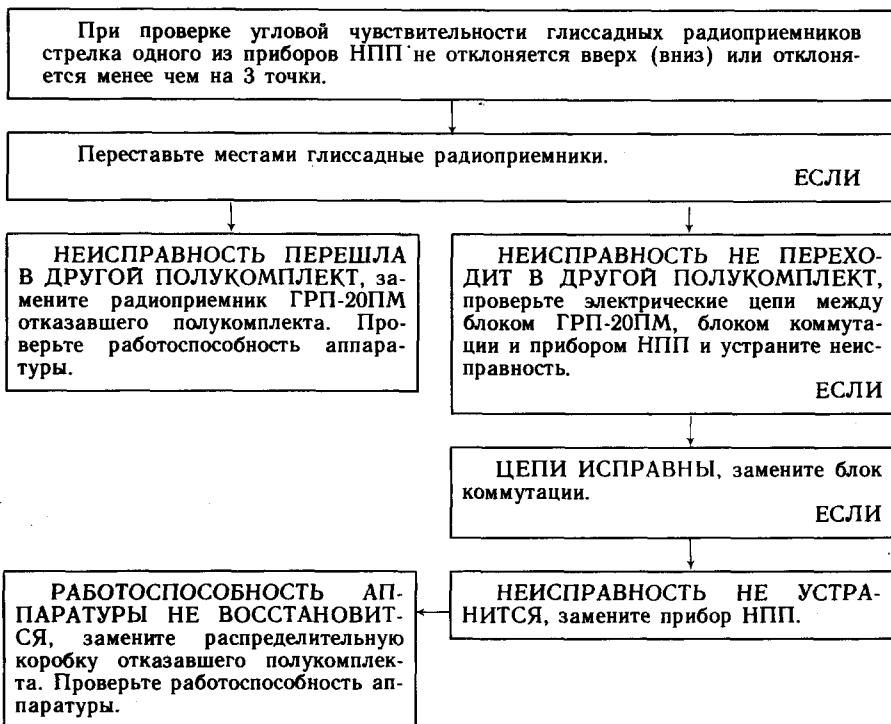 При проверке угловой чувствительности глиссадных радиоприемников
стрелка одного из приборов НПП не отклоняется вверх (вниз) или отклоня-
ется менее чем на 3 точки.
Переставьте местами глиссадные радиоприемники.
ЕСЛИ
НЕИСПРАВНОСТЬ ПЕРЕШЛА
В ДРУГОЙ ПОЛУКОМПЛЕКТ, за-
мените радиоприемник ГРП-20ПМ
отказавшего полукомплекта. Про-
верьте работоспособность аппара-
туры.
НЕИСПРАВНОСТЬ НЕ ПЕРЕХО-
ДИТ В ДРУГОЙ ПОЛУКОМПЛЕКТ,
проверьте электрические цепи между
блоком ГРП-20ПМ, блоком коммута-
ции и прибором НПП и устраните неис-
правность.
ЕСЛИ
ЦЕПИ ИСПРАВНЫ, замените блок
коммутации.
ЕСЛИ
НЕИСПРАВНОСТЬ НЕ УСТРА-
НИТСЯ, замените прибор НПП.
РАБОТОСПОСОБНОСТЬ АП-
ПАРАТУРЫ НЕ ВОССТАНОВИТ-
СЯ, замените распределительную
коробку отказавшего полукомплек-
та. Проверьте работоспособность ап-
паратуры.